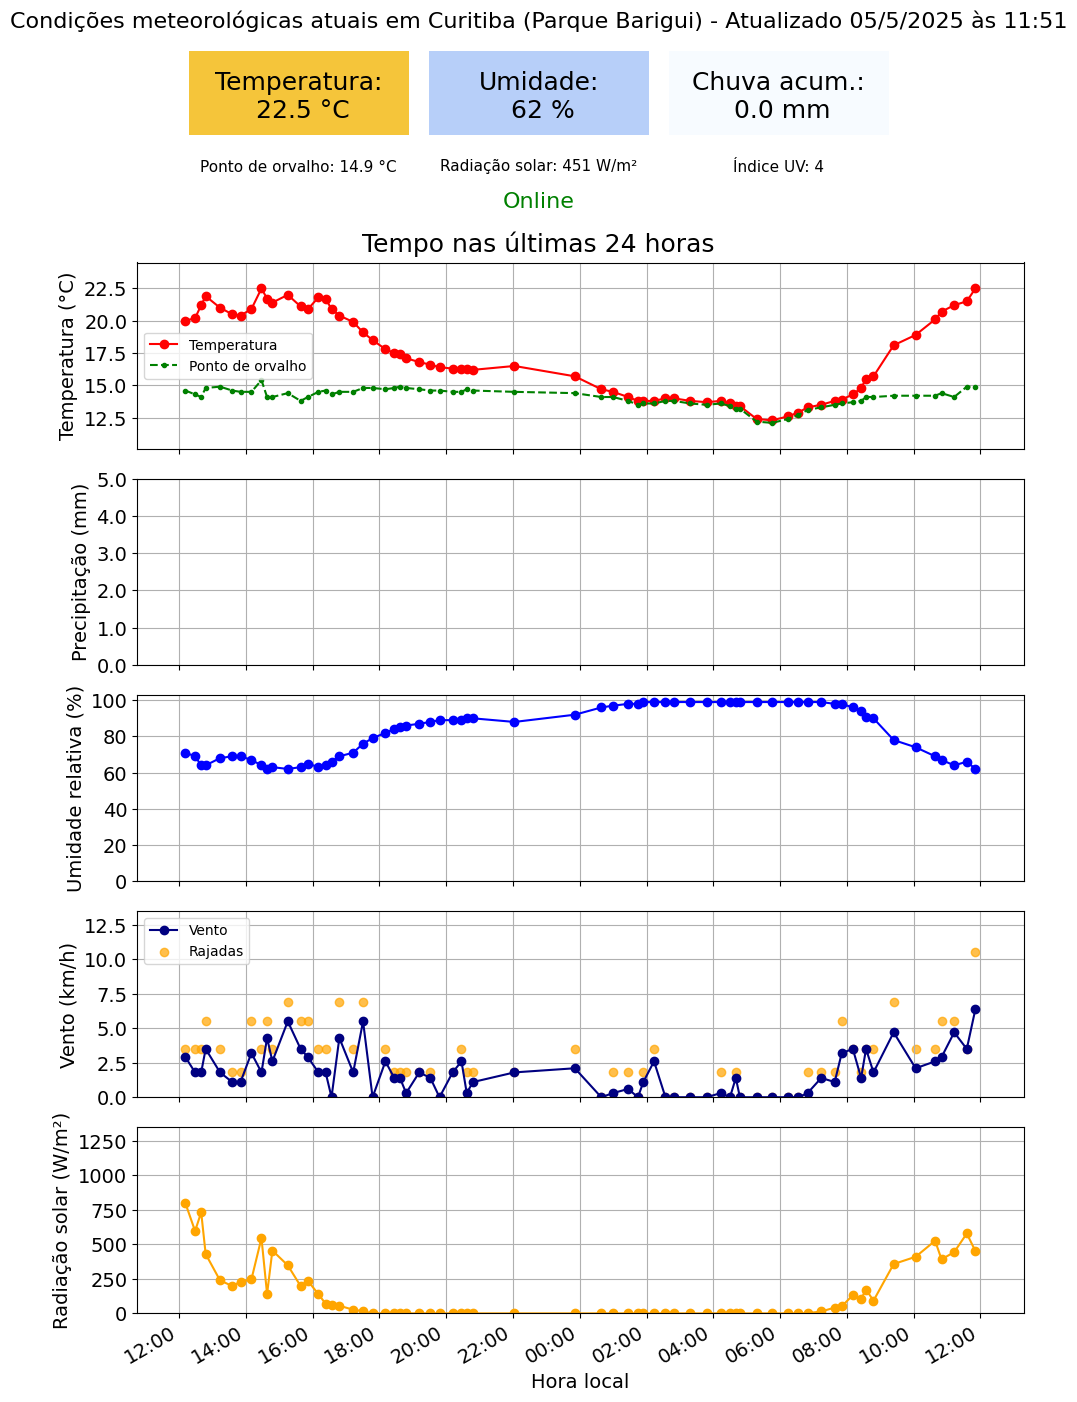 Condições meteorológicas atuais em Curitiba (Parque Barigui) - Atualizado 05/5/2025 às 11:51
Temperatura:
22.5 °C
Umidade:
62 %
Chuva acum.:
0.0 mm
Ponto de orvalho: 14.9 °C
Radiação solar: 451 W/m²
Índice UV: 4
Online
Tempo nas últimas 24 horas
Temperatura (°C)
22.5
20.0
17.5
15.0
12.5
Temperatura
Ponto de orvalho
Precipitação (mm)
5.0
4.0
3.0
2.0
1.0
0.0
Umidade relativa (%)
100
80
60
40
20
0
Vento (km/h)
12.5
10.0
7.5
5.0
2.5
0.0
Vento
Rajadas
Radiação solar (W/m²)
1250
1000
750
500
250
0
12:00
14:00
16:00
18:00
20:00
22:00
00:00
02:00
04:00
06:00
08:00
10:00
12:00
Hora local